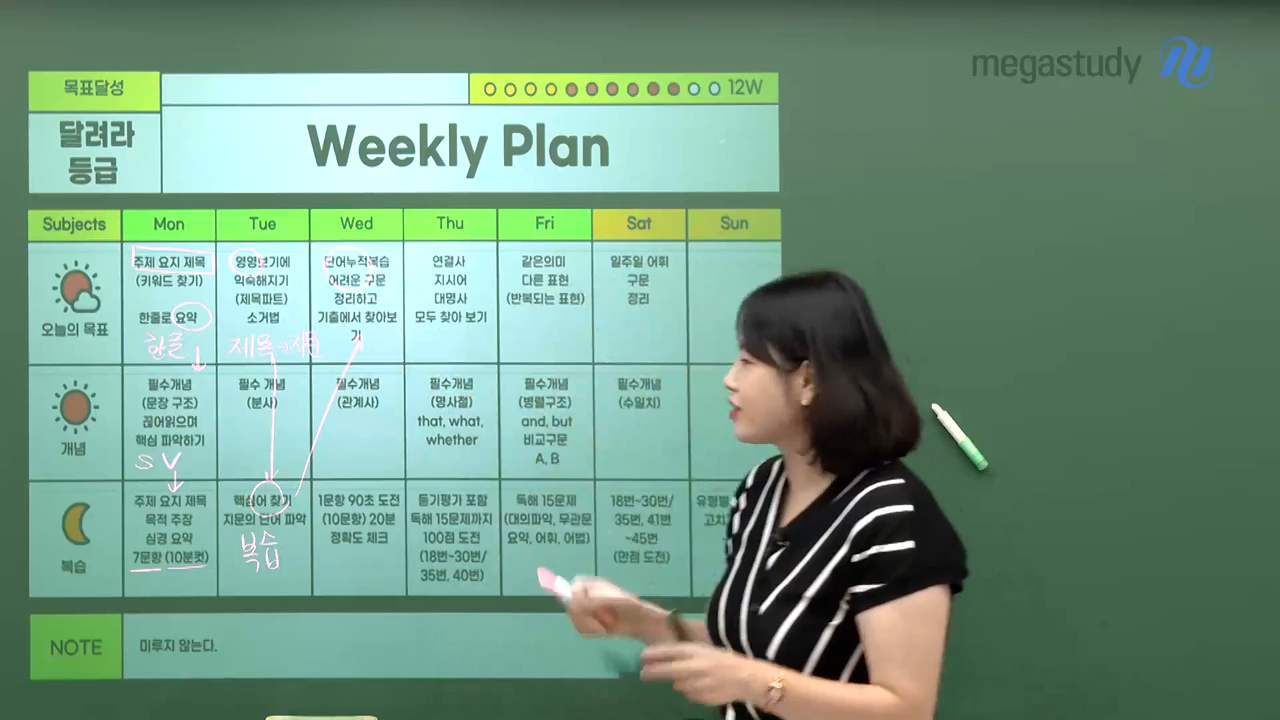 megastudy
목표달성
12W
달려라
등급
Weekly Plan
Subjects Mon Tue Wed Thu Fri Sat Sun
오늘의 목표
주제 요지 제목
(키워드 찾기)
한줄로 요약
한글
영영보기에
익숙해지기
(제목파트)
소거법
제목→
단어누적복습
어려운 구문
정리하고
기출에서 찾아보
기
연결사
지시어
대명사
모두 찾아 보기
같은의미
다른 표현
(반복되는 표현)
일주일 어휘
구문
정리
개념
필수개념
(문장 구조)
끊어읽으며
핵심 파악하기
S V
필수 개념
(분사)
필수개념
(관계사)
필수개념
(명사절)
that, what,
whether
필수개념
(병렬구조)
and, but
비교구문
A, B
필수개념
(수일치)
복습
주제 요지 제목
목적 주장
심경 요약
7문항 (10분컷)
핵심어 찾기
지문의 단어 파악
복습
1문항 90초 도전
(10문항) 20분
정확도 체크
듣기평가 포함
독해 15문제까지
100점 도전
(18번~30번/
35번, 40번)
독해 15문제
(대의파악, 무관문
요약, 어휘, 어법)
18번~30번/
35번, 41번
~45번
(만점 도전)
고치
NOTE
미루지 않는다.